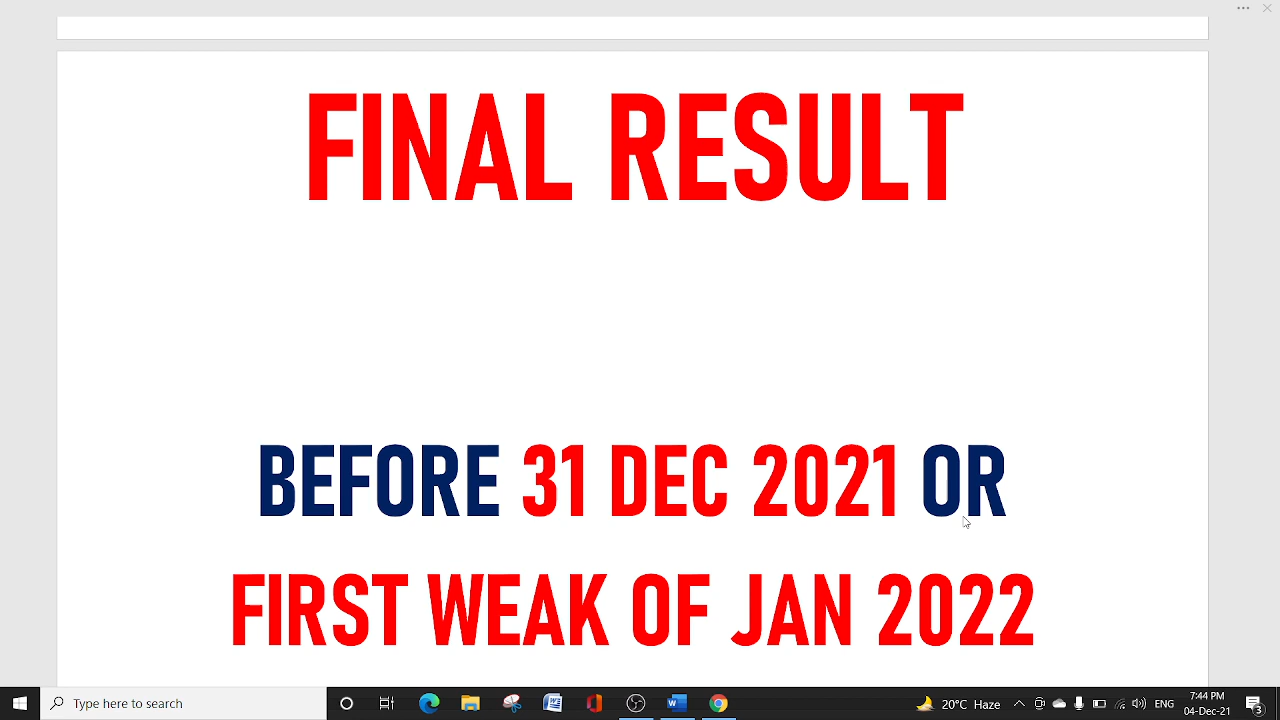 FINAL RESULT
BEFORE 31 DEC 2021 OR
FIRST WEAK OF JAN 2022
Type here to search
20°C Haze
ENG
7:44 PM
04-Dec-21
3